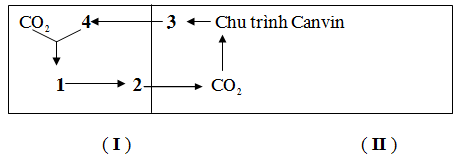 CO2 4 3 Chu trình Canvin
1 2 CO2
( I ) ( II )